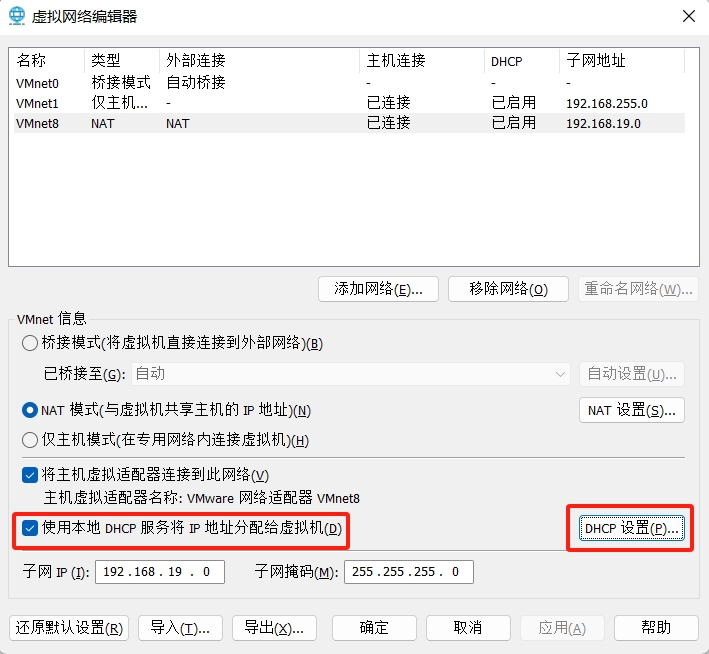 虚拟网络编辑器
名称 类型 外部连接 主机连接 DHCP 子网地址
VMnet0 桥接模式 自动桥接 - - -
VMnet1 仅主机... - 已连接 已启用 192.168.255.0
VMnet8 NAT NAT 已连接 已启用 192.168.19.0
添加网络(E)... 移除网络(O) 重命名网络(W)...
VMnet 信息
桥接模式(将虚拟机直接连接到外部网络)(B)
已桥接至(G): 自动 自动设置(U)...
NAT 模式(与虚拟机共享主机的 IP 地址)(N) NAT 设置(S)...
仅主机模式(在专用网络内连接虚拟机)(H)
将主机虚拟适配器连接到此网络(V)
主机虚拟适配器名称: VMware 网络适配器 VMnet8
使用本地 DHCP 服务将 IP 地址分配给虚拟机(D) DHCP 设置(P)...
子网 IP (I): 192.168. 19 . 0 子网掩码(M): 255.255.255. 0
还原默认设置(R) 导入(T)... 导出(X)... 确定 取消 应用(A) 帮助